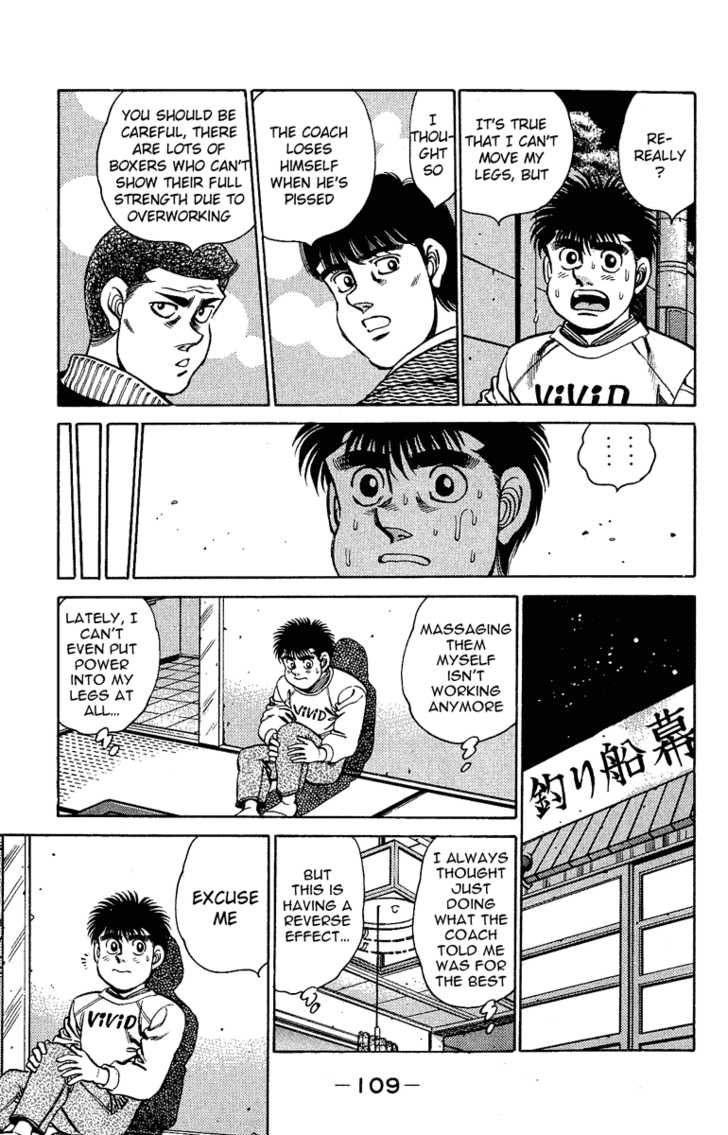 RE-
REALLY
?
IT'S TRUE
THAT I CAN'T
MOVE MY
LEGS, BUT
ViViD
I
THOU-
GHT
SO
THE COACH
LOSES
HIMSELF
WHEN HE'S
PISSED
YOU SHOULD BE
CAREFUL, THERE
ARE LOTS OF
BOXERS WHO CAN'T
SHOW THEIR FULL
STRENGTH DUE TO
OVERWORKING
釣り船幕
MASSAGING
THEM
MYSELF
ISN'T
WORKING
ANYMORE
ViViD
LATELY, I
CAN'T
EVEN PUT
POWER
INTO MY
LEGS AT
ALL...
I ALWAYS
THOUGHT
JUST
DOING
WHAT THE
COACH
TOLD ME
WAS FOR
THE BEST
BUT
THIS IS
HAVING A
REVERSE
EFFECT...
EXCUSE
ME
ViViD
-109-